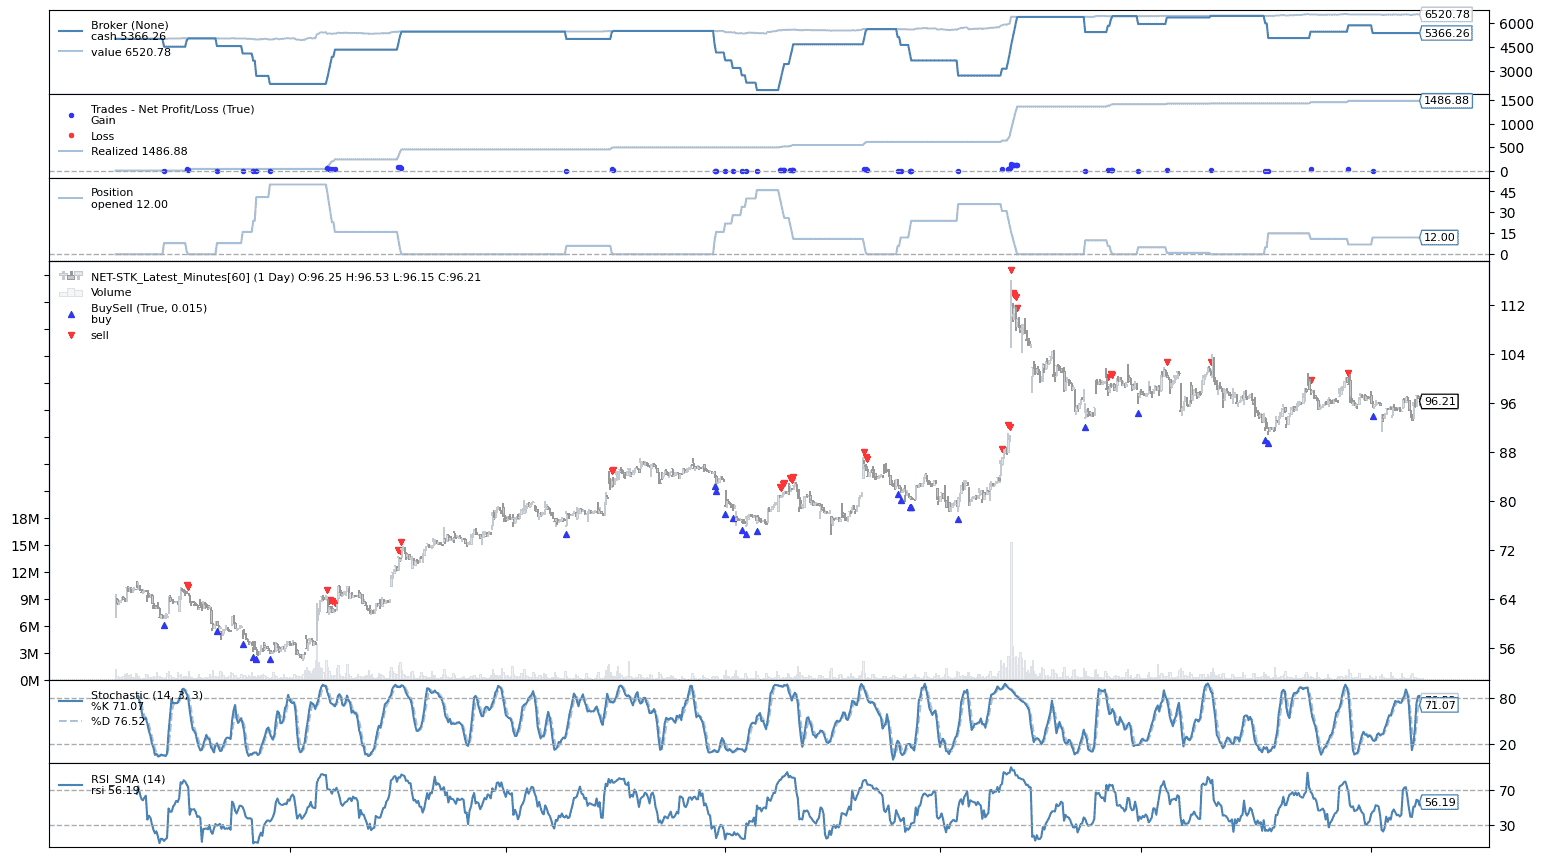 Broker (None)
cash 5366.26
value 6520.78
6520.78
6000
5366.26
4500
3000
Trades - Net Profit/Loss (True)
Gain
Loss
Realized 1486.88
1500
1486.88
1000
500
0
Position
opened 12.00
45
30
15
12.00
0
NET-STK_Latest_Minutes[60] (1 Day) O:96.25 H:96.53 L:96.15 C:96.21
Volume
BuySell (True, 0.015)
buy
sell
112
104
96
96.21
88
80
72
64
56
18M
15M
12M
9M
6M
3M
0M
Stochastic (14, 3, 3)
%K 71.07
%D 76.52
80
71.07
20
RSI_SMA (14)
rsi 56.19
70
56.19
30